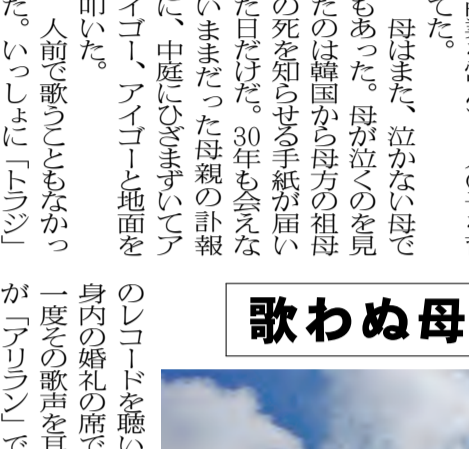 てた。
母はまた、泣かない母で
もあった。母が泣くのを見
たのは韓国から母方の祖母
の死を知らせる手紙が届い
た日だけだ。30年も会えな
いままだった母親の訃報
に、中庭にひざまずいてア
イゴー、アイゴーと地面を
叩いた。
人前で歌うこともなかっ
た。いっしょに「トラジ」
歌わぬ母
のレコードを聴い
身内の婚礼の席で
一度その歌声を耳
が「アリラン」で